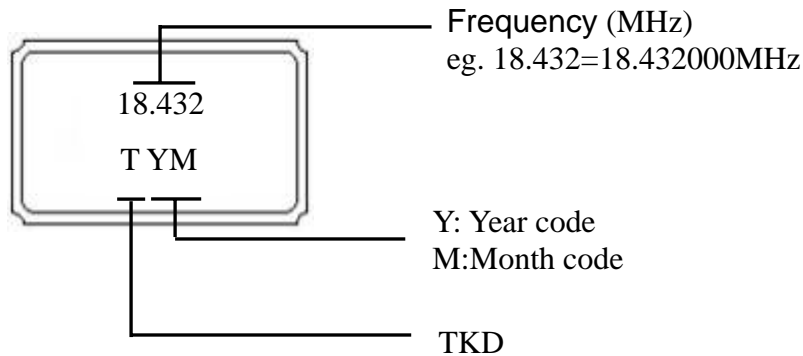 Frequency (MHz)
eg. 18.432=18.432000MHz
18.432
T YM
Y: Year code
M:Month code
TKD